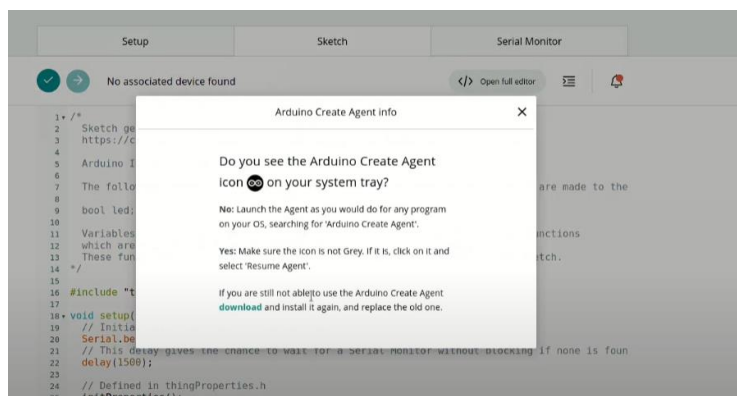 Setup Sketch Serial Monitor
No associated device found </> Open full editor
Arduino Create Agent info
Do you see the Arduino Create Agent
icon on your system tray?
No: Launch the Agent as you would do for any program
on your OS, searching for 'Arduino Create Agent'.
Yes: Make sure the icon is not Grey. If it is, click on it and
select 'Resume Agent'.
If you are still not able to use the Arduino Create Agent
download and install it again, and replace the old one.
1 /*
2 Sketch ge
3 https://c
4
5 Arduino I
6
7 The follo are made to the
8
9 bool led;
10
11 Variables nctions
12 which are
13 These fun tch.
14 */
15
16 #include "t
17
18 void setup(
19 // Initia
20 Serial.be
21 // This delay gives the chance to wait for a Serial Monitor without blocking if none is foun
22 delay(1500);
23
24 // Defined in thingProperties.h